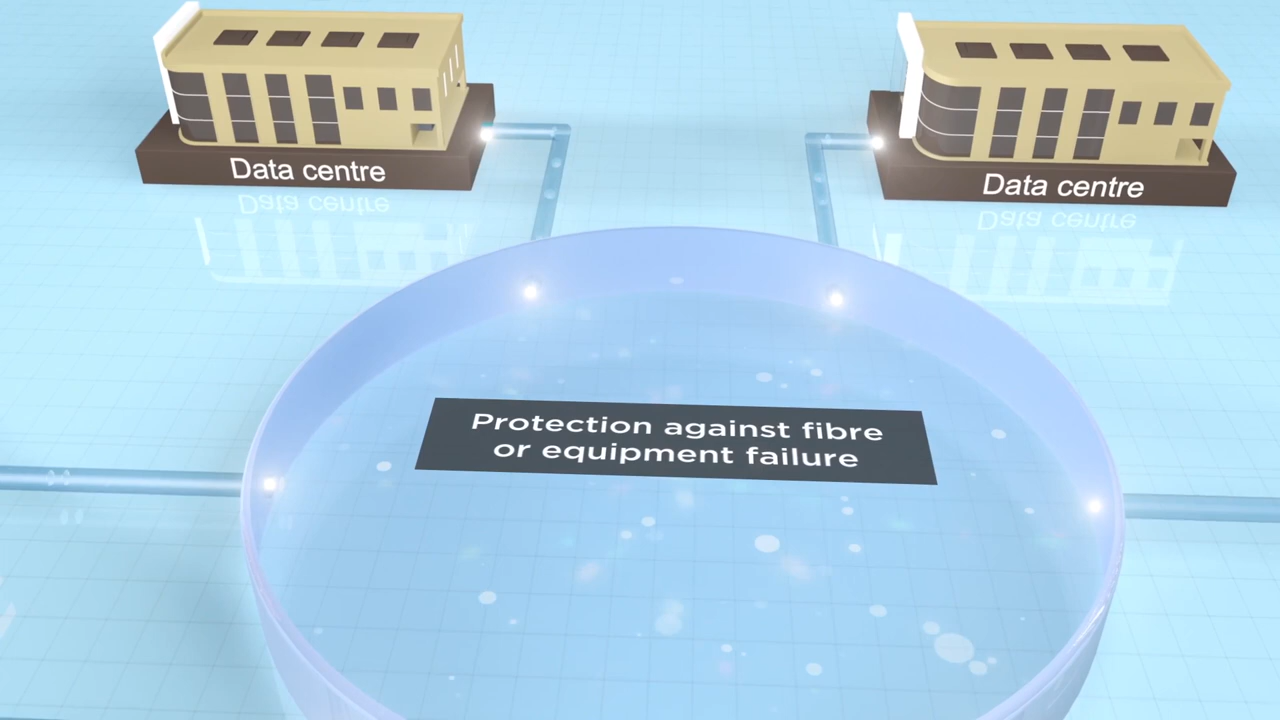 Data centre
Data centre
Protection against fibre
or equipment failure